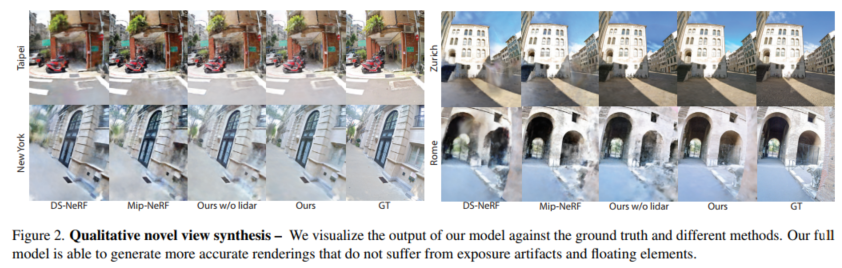 Taipei
New York
DS-NeRF Mip-NeRF Ours w/o lidar Ours GT
Zurich
Rome
DS-NeRF Mip-NeRF Ours w/o lidar Ours GT
Figure 2. Qualitative novel view synthesis – We visualize the output of our model against the ground truth and different methods. Our full
model is able to generate more accurate renderings that do not suffer from exposure artifacts and floating elements.